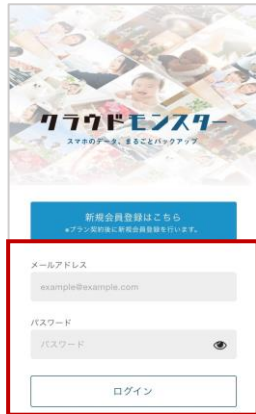 クラウドモンスター
スマホのデータ、まるごとバックアップ
新規会員登録はこちら
※プラン契約後に新規会員登録を行います。
メールアドレス
example@example.com
パスワード
パスワード
ログイン